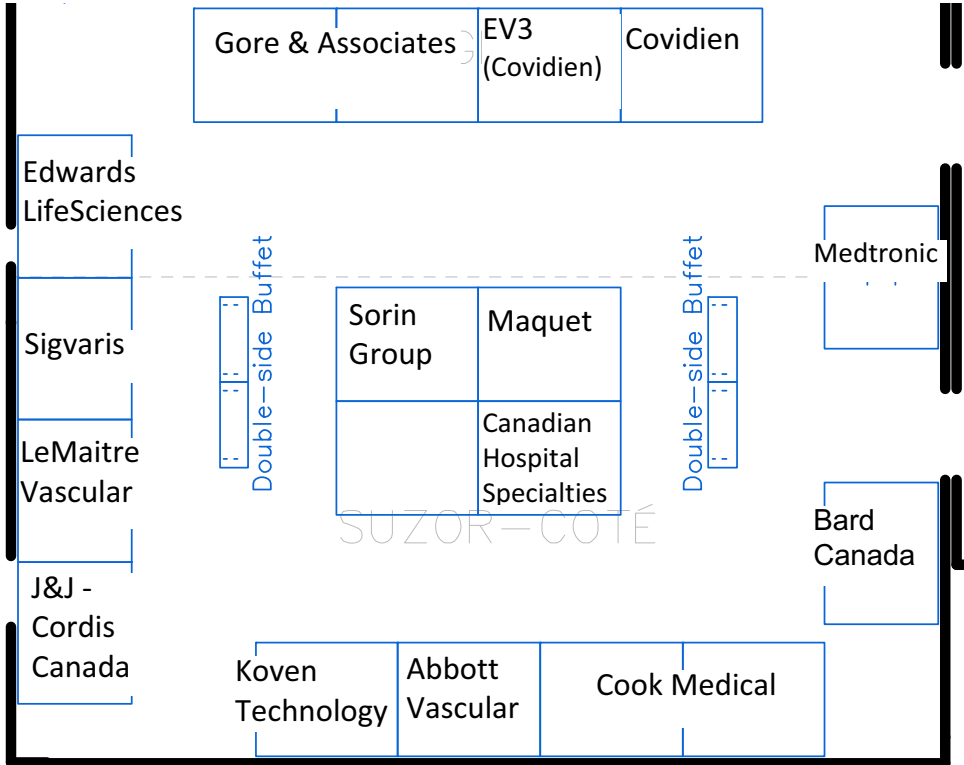 Gore & Associates
EV3
(Covidien)
Covidien
Edwards
LifeSciences
Medtronic
Sigvaris
Double-side Buffet
Sorin
Group
Maquet
Double-side Buffet
LeMaitre
Vascular
Canadian
Hospital
Specialties
SUZOR-COTÉ
Bard
Canada
J&J -
Cordis
Canada
Koven
Technology
Abbott
Vascular
Cook Medical